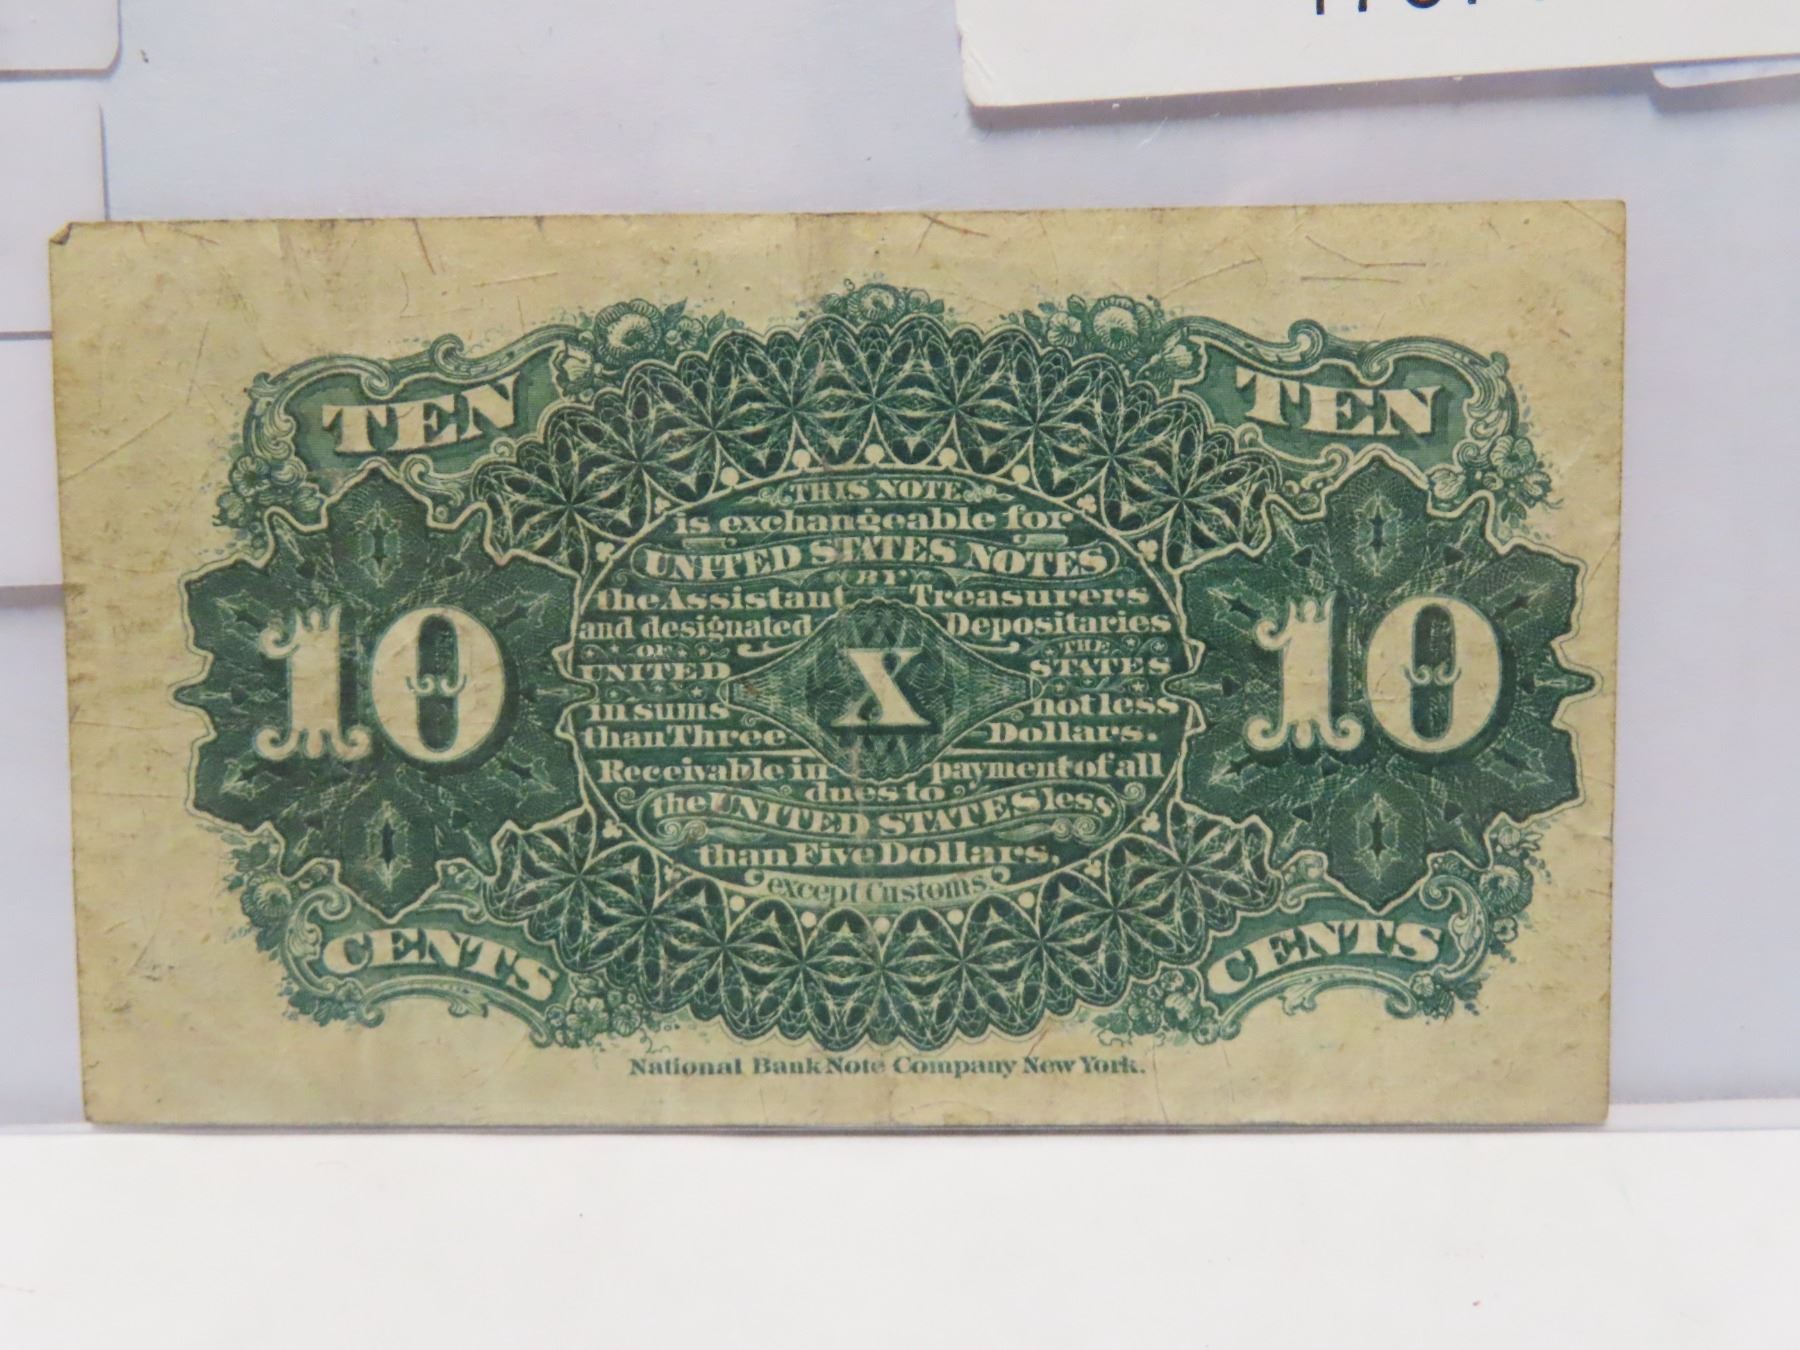 TEN TEN
THIS NOTE
is exchangeable for
UNITED STATES NOTES
BY
the Assistant Treasurers
and designated Depositaries
OF THE
UNITED STATES
in sums not less
than Three Dollars.
Receivable in payment of all
dues to
the UNITED STATES less
than Five Dollars,
except Customs.
10 X 10
CENTS CENTS
National Bank Note Company New York.